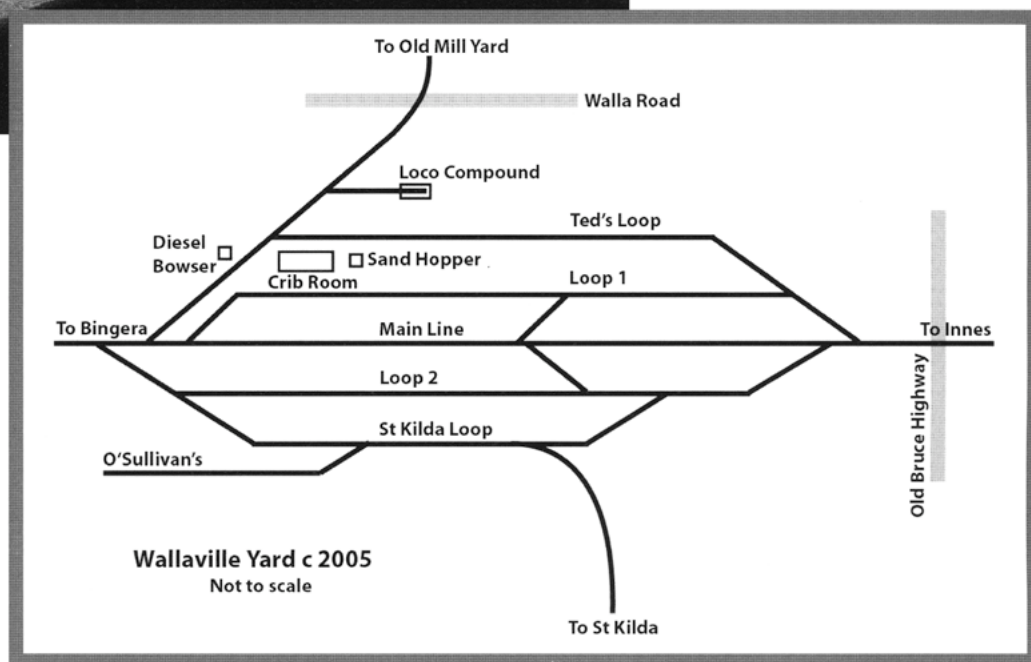 To Old Mill Yard
Walla Road
Loco Compound
Ted's Loop
Diesel
Bowser
Sand Hopper
Crib Room
Loop 1
To Bingera
Main Line
To Innes
Loop 2
Old Bruce Highway
St Kilda Loop
O'Sullivan's
Wallaville Yard c 2005
Not to scale
To St Kilda